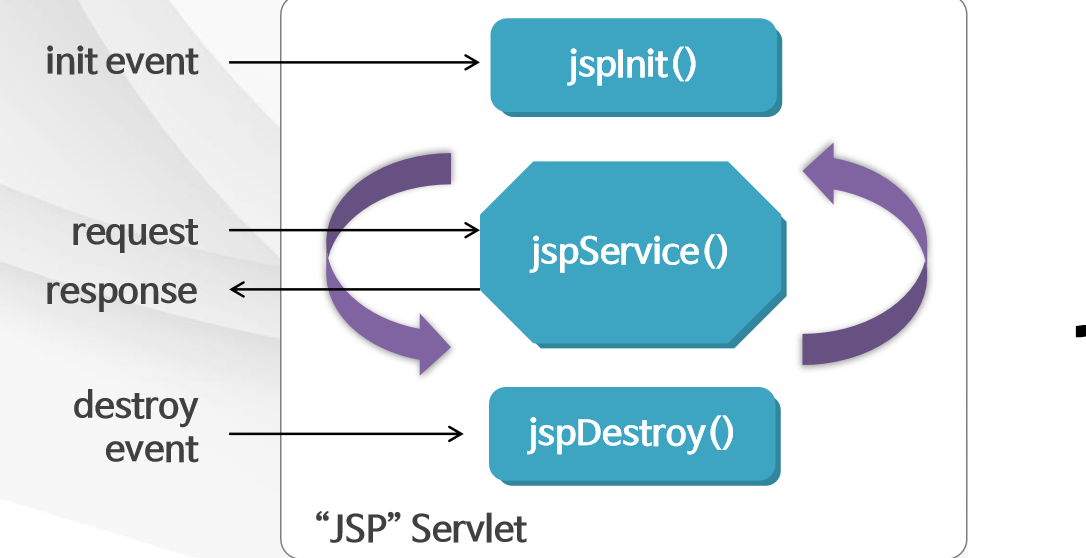 init event
jspInit()
request
jspService()
response
destroy
event
jspDestroy()
“JSP” Servlet